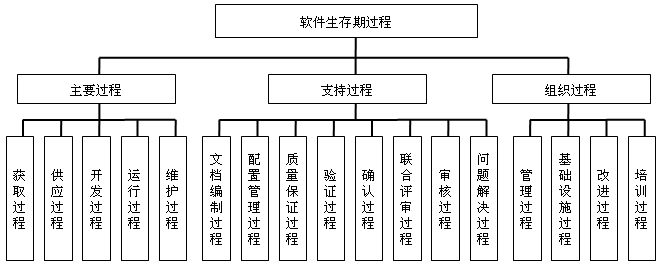 软件生存期过程
主要过程
支持过程
组织过程
获取过程
供应过程
开发过程
运行过程
维护过程
文档编制过程
配置管理过程
质量保证过程
验证过程
确认过程
联合评审过程
审核过程
问题解决过程
管理过程
基础设施过程
改进过程
培训过程